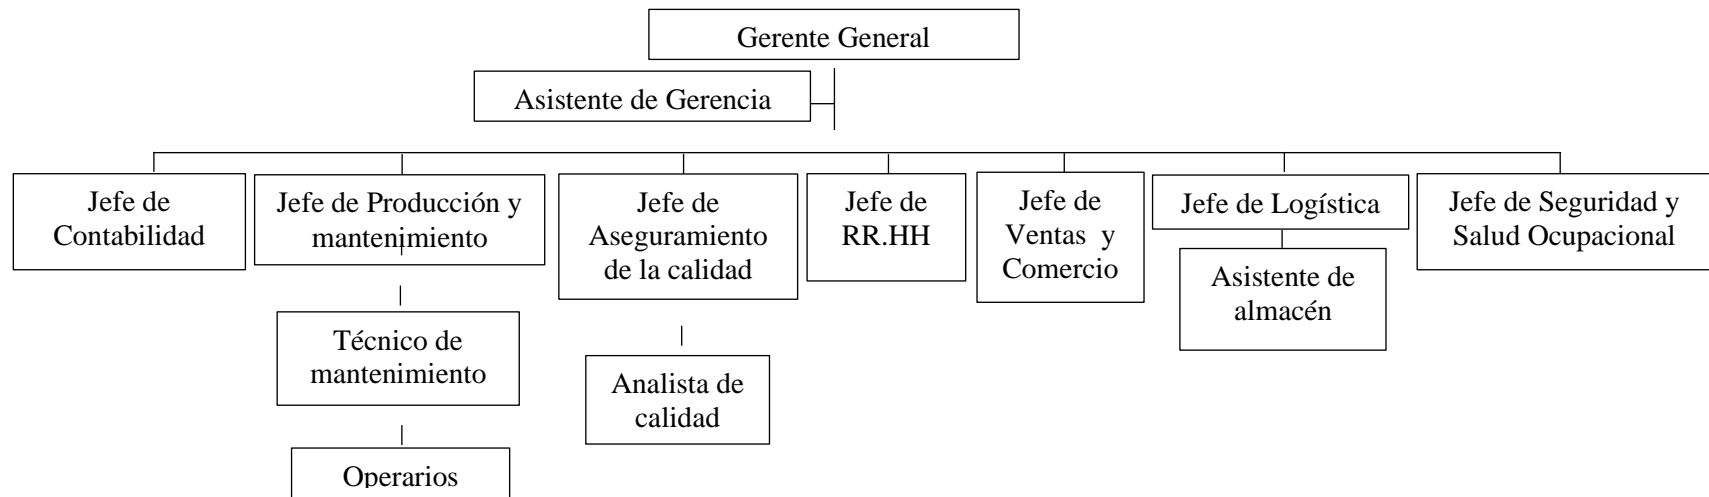 Gerente General
Asistente de Gerencia
Jefe de
Contabilidad
Jefe de Producción y
mantenimiento
Jefe de
Aseguramiento
de la calidad
Jefe de
RR.HH
Jefe de
Ventas y
Comercio
Jefe de Logística
Jefe de Seguridad y
Salud Ocupacional
Asistente de
almacén
Técnico de
mantenimiento
Analista de
calidad
Operarios